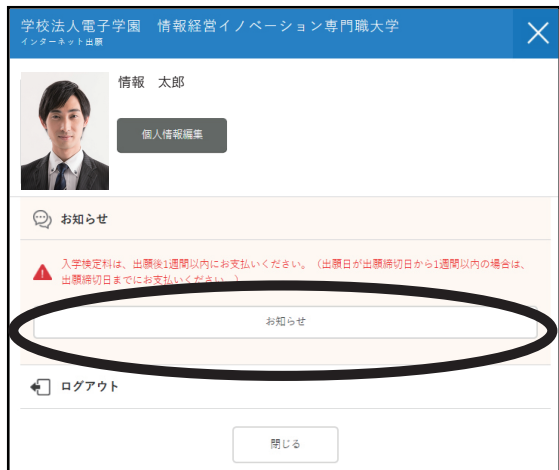 学校法人電子学園　情報経営イノベーション専門職大学
インターネット出願
情報　太郎
個人情報編集
お知らせ
入学検定料は、出願後1週間以内にお支払いください。（出願日が出願締切日から1週間以内の場合は、
出願締切日までにお支払いください。）
お知らせ
ログアウト
閉じる